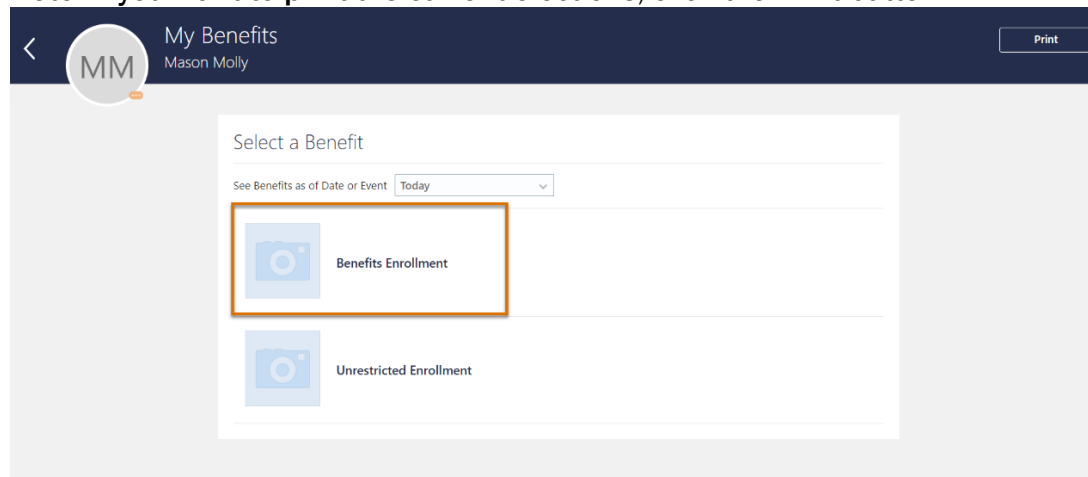 My Benefits
MM
Mason Molly
Print
Select a Benefit
See Benefits as of Date or Event Today
Benefits Enrollment
Unrestricted Enrollment